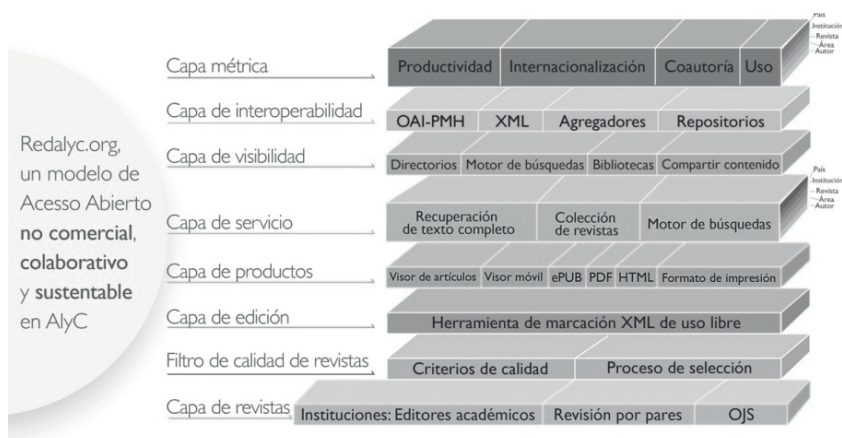 Redalyc.org,
un modelo de
Acesso Abierto
no comercial,
colaborativo
y sustentable
en AlyC
Capa métrica
Productividad
Internacionalización
Coautoría
Uso
País
Institución
Revista
Área
Autor
Capa de interoperabilidad
OAI-PMH
XML
Agregadores
Repositorios
Capa de visibilidad
Directorios
Motor de búsquedas
Bibliotecas
Compartir contenido
Capa de servicio
Recuperación
de texto completo
Colección
de revistas
Motor de búsquedas
País
Institución
Revista
Área
Autor
Capa de productos
Visor de artículos
Visor móvil
ePUB
PDF
HTML
Formato de impresión
Capa de edición
Herramienta de marcación XML de uso libre
Filtro de calidad de revistas
Criterios de calidad
Proceso de selección
Capa de revistas
Instituciones: Editores académicos
Revisión por pares
OJS